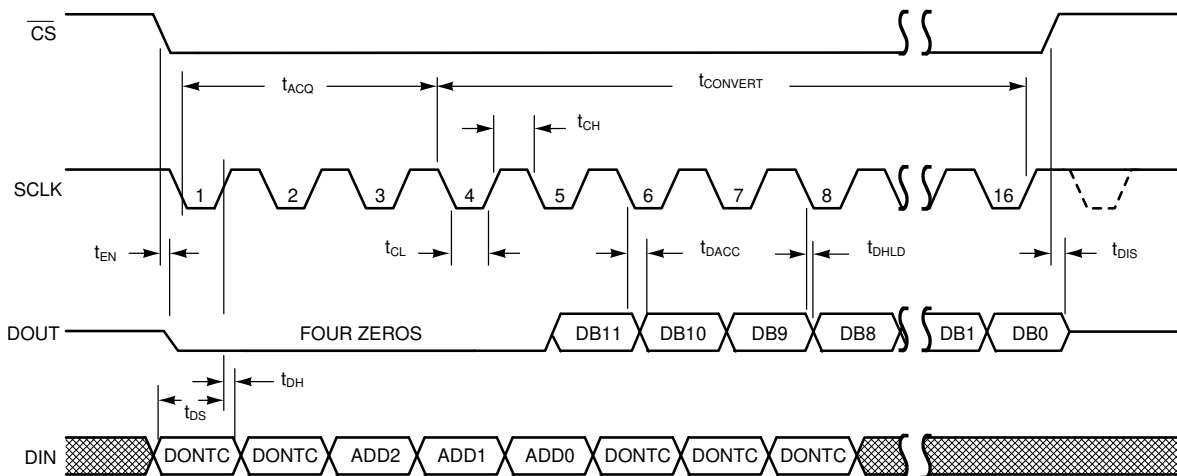 CS
tACQ
tCONVERT
tCH
SCLK
1 2 3 4 5 6 7 8 16
tEN
tCL
tDACC
tDHLD
tDIS
DOUT
FOUR ZEROS
DB11 DB10 DB9 DB8 DB1 DB0
tDH
tDS
DIN
DONTC DONTC ADD2 ADD1 ADD0 DONTC DONTC DONTC